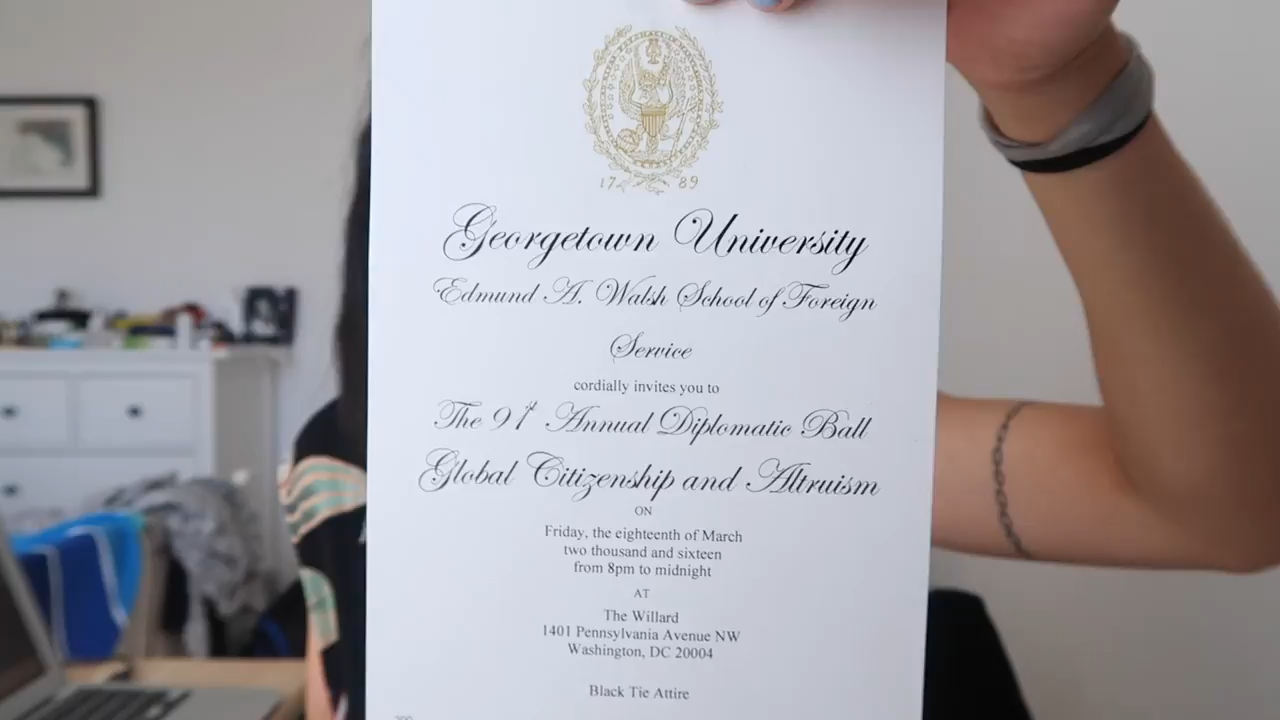 17 89
Georgetown University
Edmund A. Walsh School of Foreign
Service
cordially invites you to
The 91st Annual Diplomatic Ball
Global Citizenship and Altruism
ON
Friday, the eighteenth of March
two thousand and sixteen
from 8pm to midnight
AT
The Willard
1401 Pennsylvania Avenue NW
Washington, DC 20004
Black Tie Attire